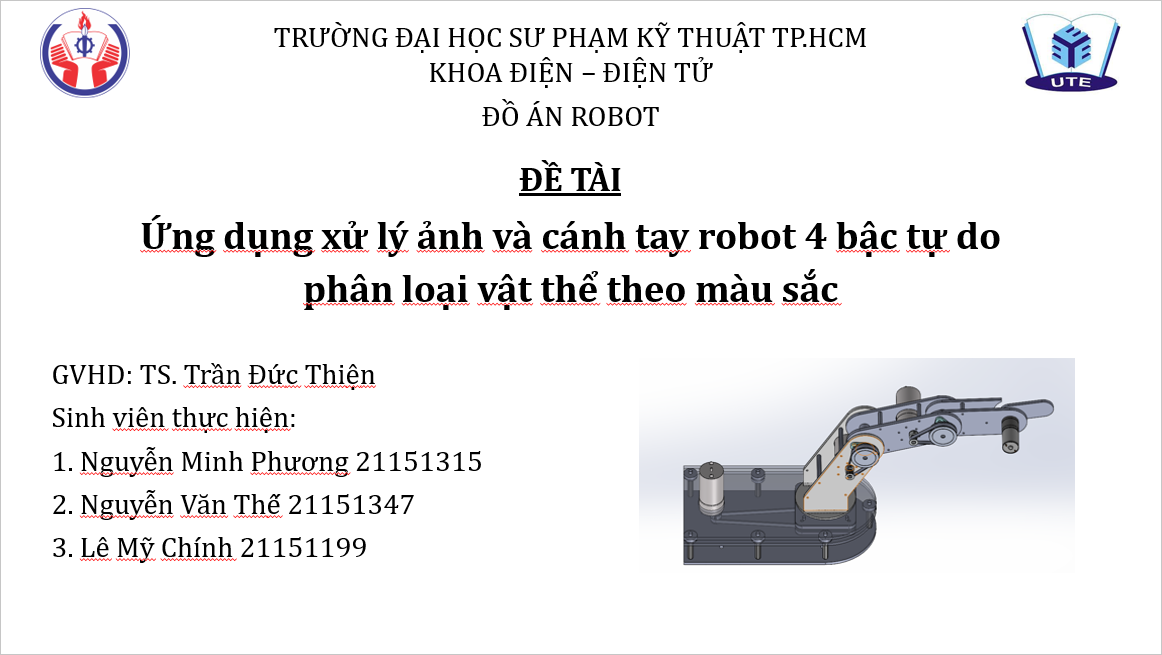 TRƯỜNG ĐẠI HỌC SƯ PHẠM KỸ THUẬT TP.HCM
KHOA ĐIỆN – ĐIỆN TỬ
ĐỒ ÁN ROBOT
UTE
ĐỀ TÀI
Ứng dụng xử lý ảnh và cánh tay robot 4 bậc tự do
phân loại vật thể theo màu sắc
GVHD: TS. Trần Đức Thiện
Sinh viên thực hiện:
1. Nguyễn Minh Phương 21151315
2. Nguyễn Văn Thế 21151347
3. Lê Mỹ Chính 21151199